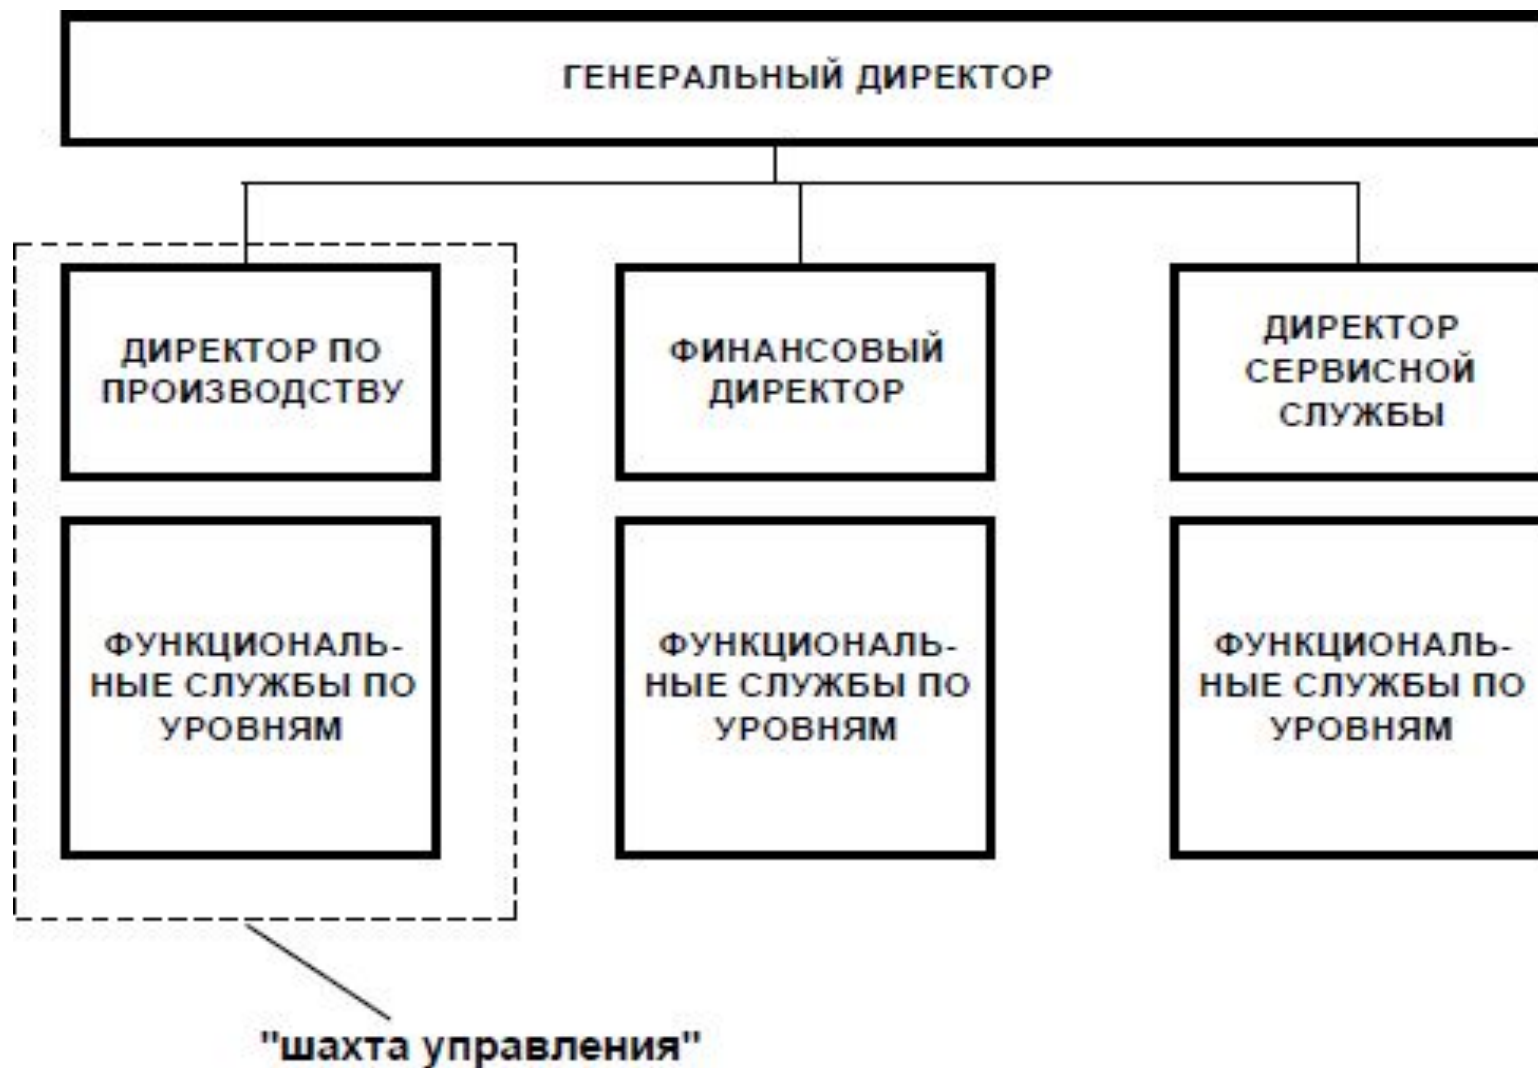 ГЕНЕРАЛЬНЫЙ ДИРЕКТОР
ДИРЕКТОР ПО
ПРОИЗВОДСТВУ
ФИНАНСОВЫЙ
ДИРЕКТОР
ДИРЕКТОР
СЕРВИСНОЙ
СЛУЖБЫ
ФУНКЦИОНАЛЬ-
НЫЕ СЛУЖБЫ ПО
УРОВНЯМ
ФУНКЦИОНАЛЬ-
НЫЕ СЛУЖБЫ ПО
УРОВНЯМ
ФУНКЦИОНАЛЬ-
НЫЕ СЛУЖБЫ ПО
УРОВНЯМ
"шахта управления"